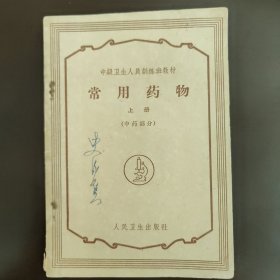 中级卫生人员训练班教材
常用药物
上册
(中药部分)
人民卫生出版社